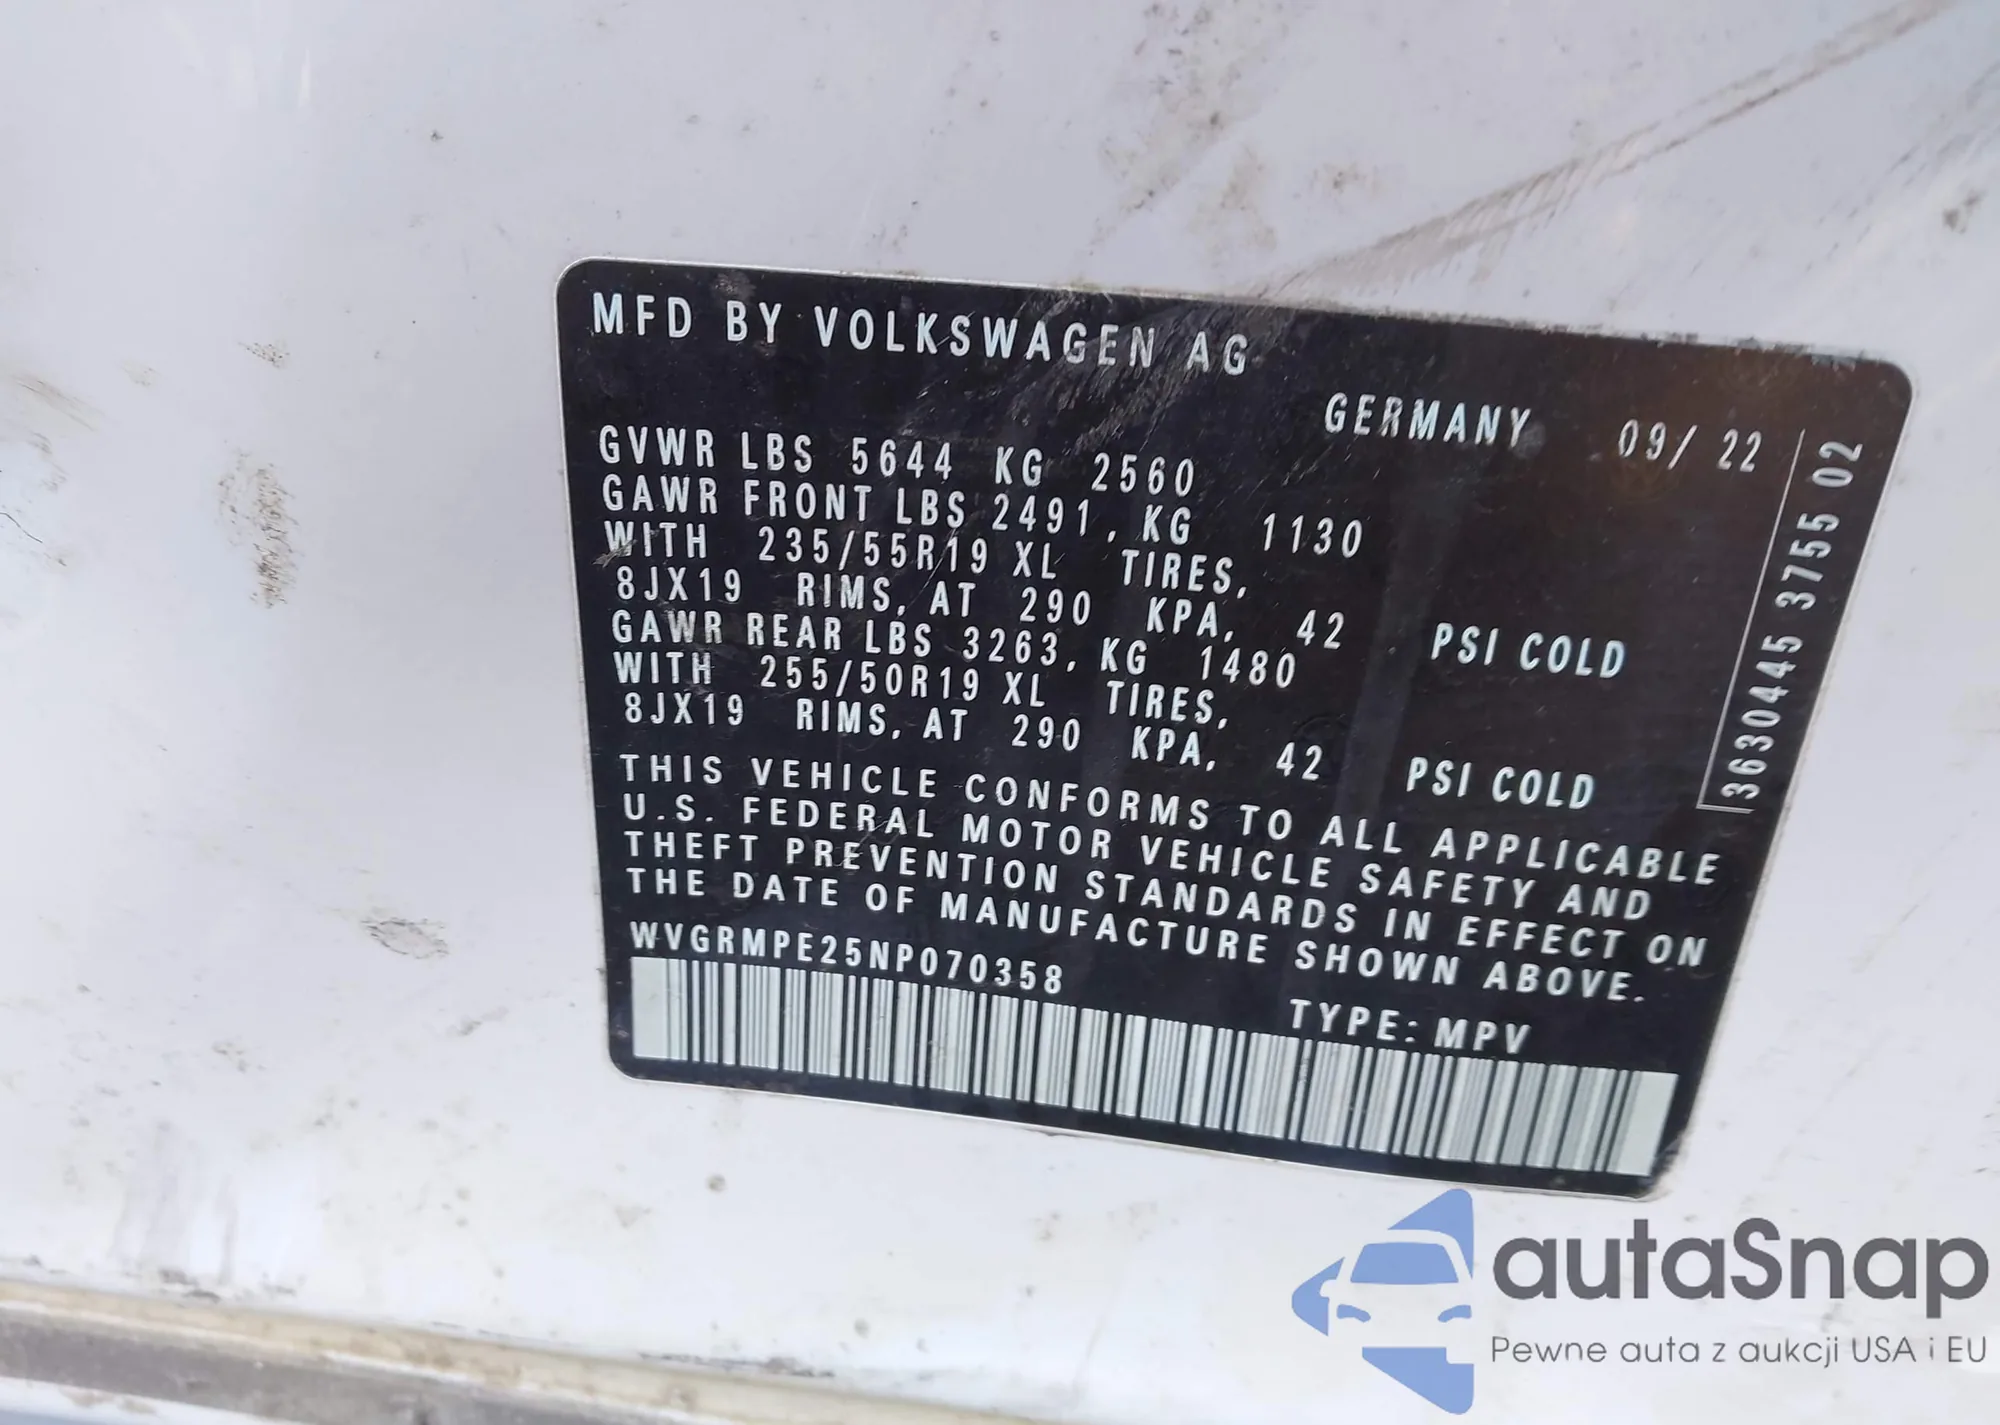 MFD BY VOLKSWAGEN AG
GERMANY 09/ 22
GVWR LBS 5644 KG 2560
GAWR FRONT LBS 2491, KG 1130
WITH 235/55R19 XL TIRES,
8JX19 RIMS, AT 290 KPA, 42 PSI COLD
GAWR REAR LBS 3263, KG 1480
WITH 255/50R19 XL TIRES,
8JX19 RIMS, AT 290 KPA, 42 PSI COLD
THIS VEHICLE CONFORMS TO ALL APPLICABLE
U.S. FEDERAL MOTOR VEHICLE SAFETY AND
THEFT PREVENTION STANDARDS IN EFFECT ON
THE DATE OF MANUFACTURE SHOWN ABOVE.
WVGRMPE25NP070358
TYPE: MPV
3630445 3755 02
autaSnap
Pewne auta z aukcji USA i EU